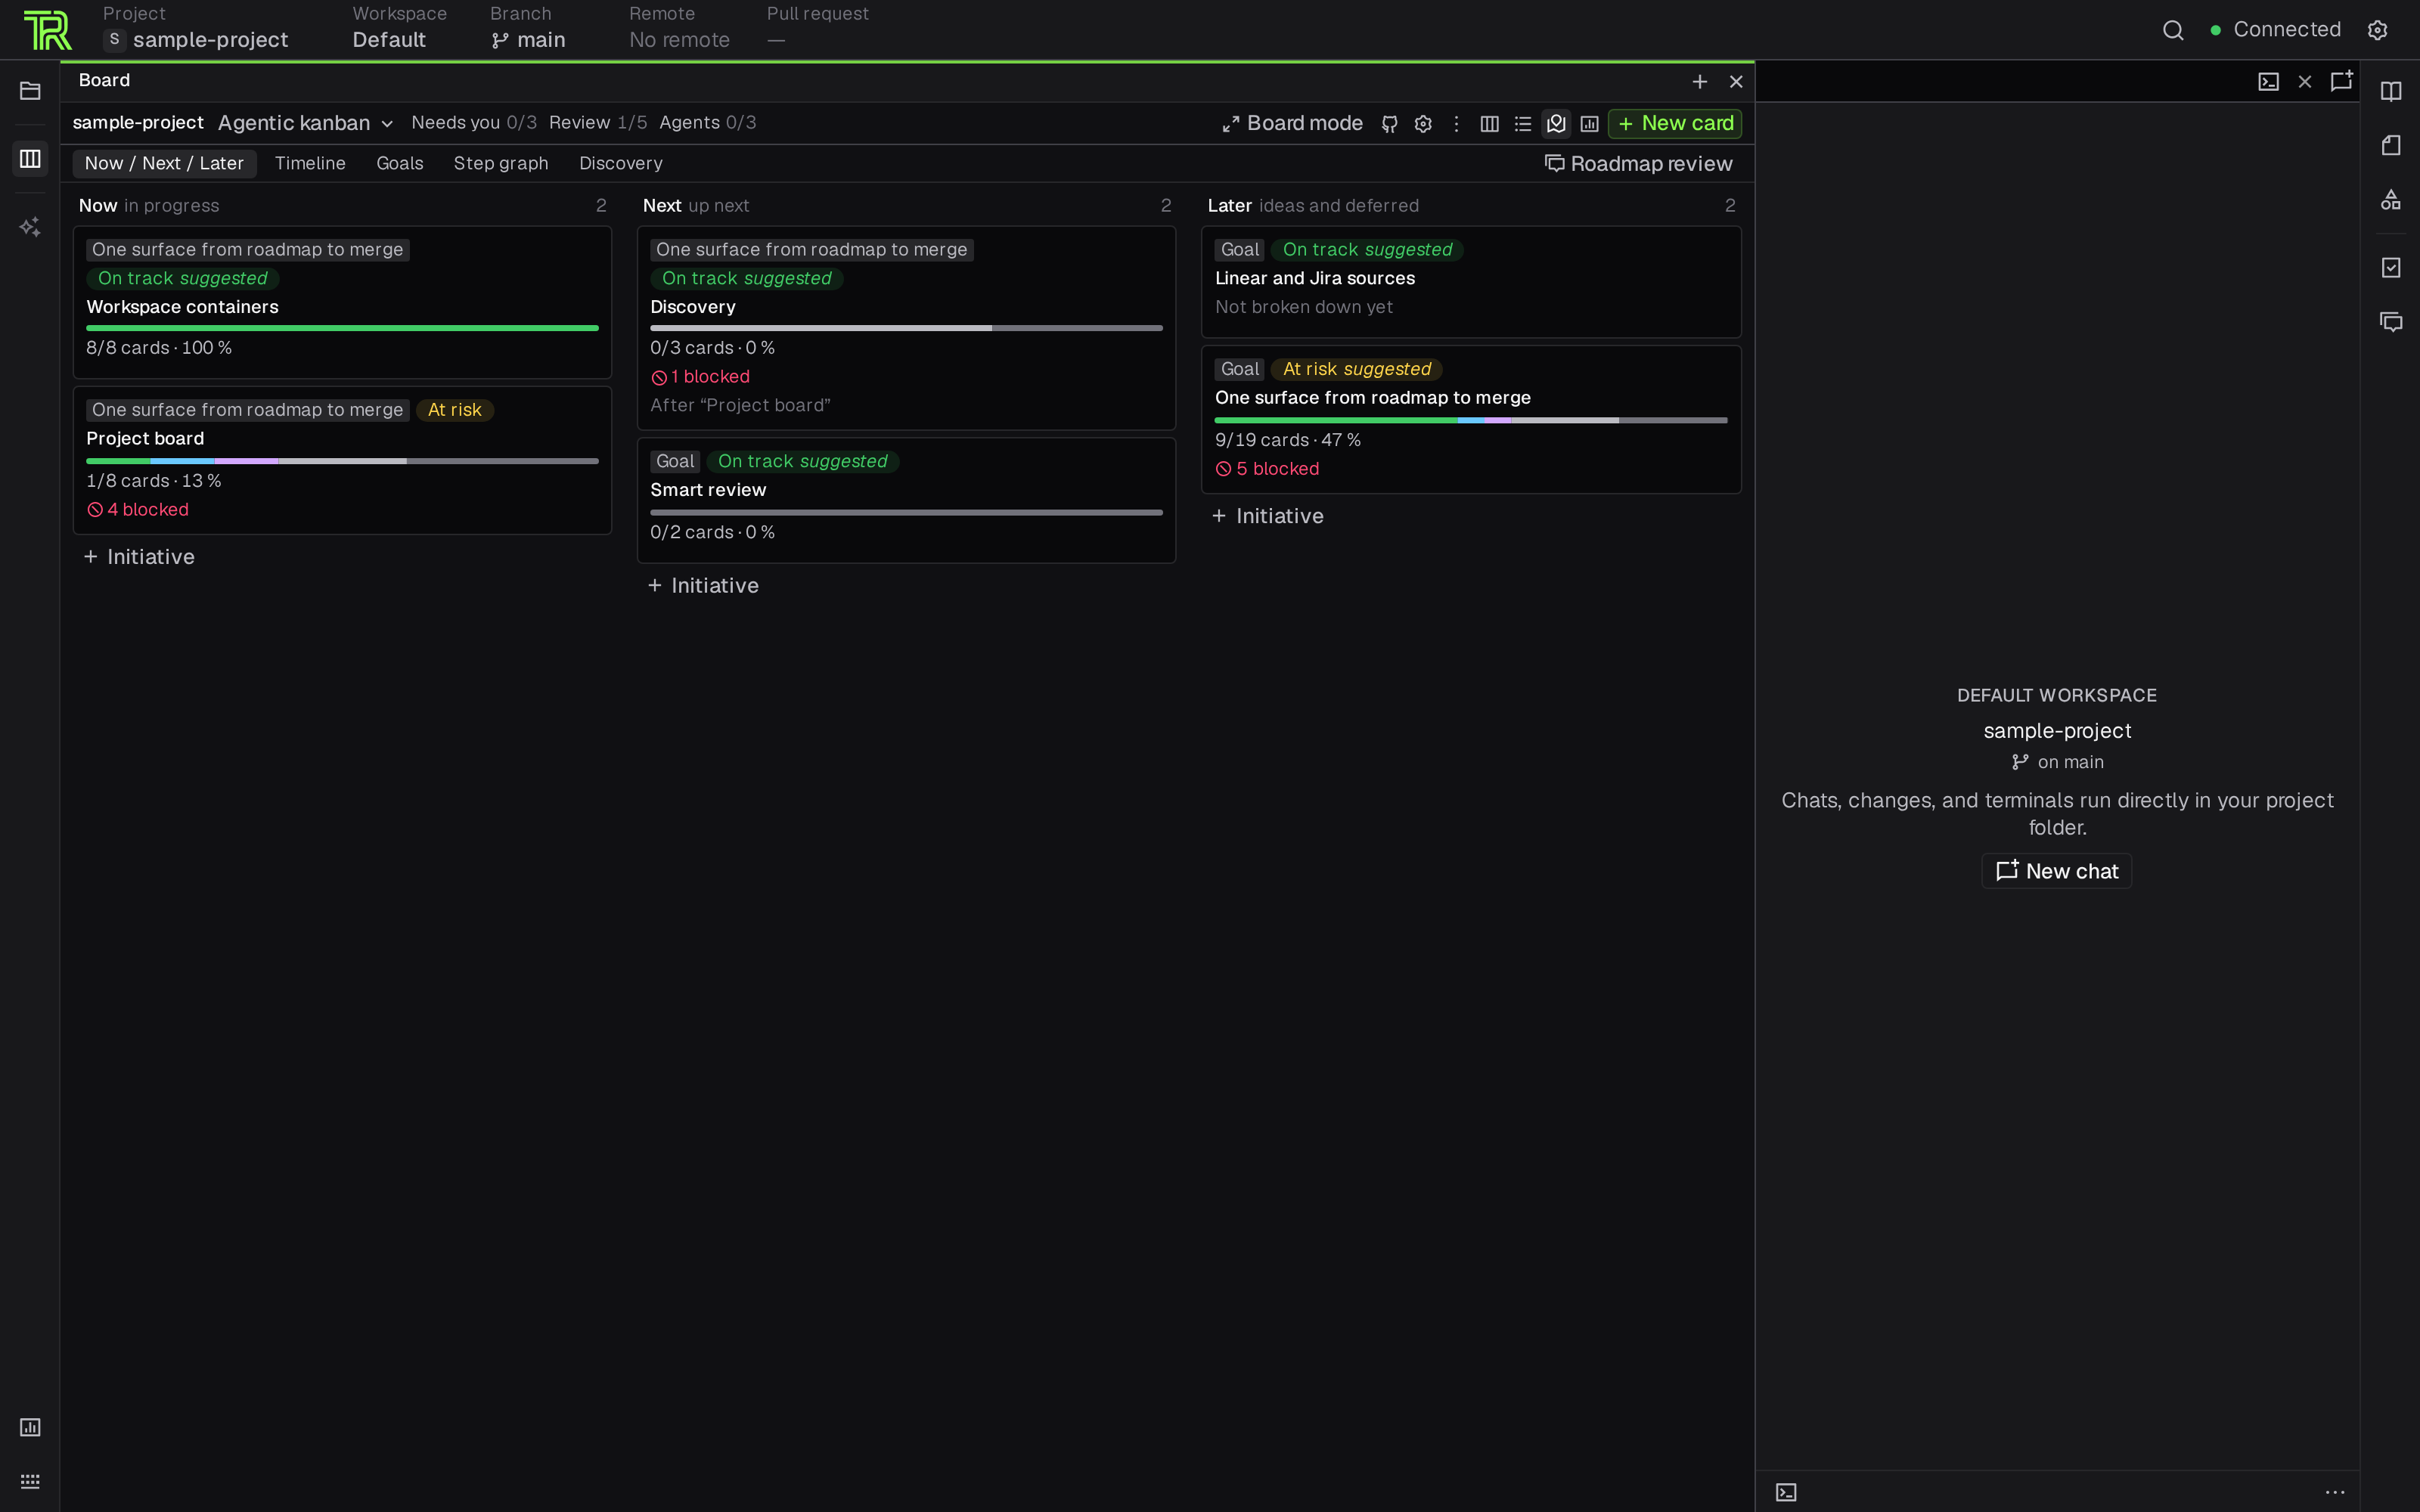 Project
S sample-project
Workspace
Default
Branch
main
Remote
No remote
Pull request
—
Connected
Board
sample-project Agentic kanban Needs you 0/3 Review 1/5 Agents 0/3
Board mode
+ New card
Now / Next / Later Timeline Goals Step graph Discovery
Roadmap review
Now in progress 2
One surface from roadmap to merge
On track suggested
Workspace containers
8/8 cards · 100 %
One surface from roadmap to merge At risk
Project board
1/8 cards · 13 %
4 blocked
+ Initiative
Next up next 2
One surface from roadmap to merge
On track suggested
Discovery
0/3 cards · 0 %
1 blocked
After “Project board”
Goal On track suggested
Smart review
0/2 cards · 0 %
+ Initiative
Later ideas and deferred 2
Goal On track suggested
Linear and Jira sources
Not broken down yet
Goal At risk suggested
One surface from roadmap to merge
9/19 cards · 47 %
5 blocked
+ Initiative
DEFAULT WORKSPACE
sample-project
on main
Chats, changes, and terminals run directly in your project
folder.
New chat